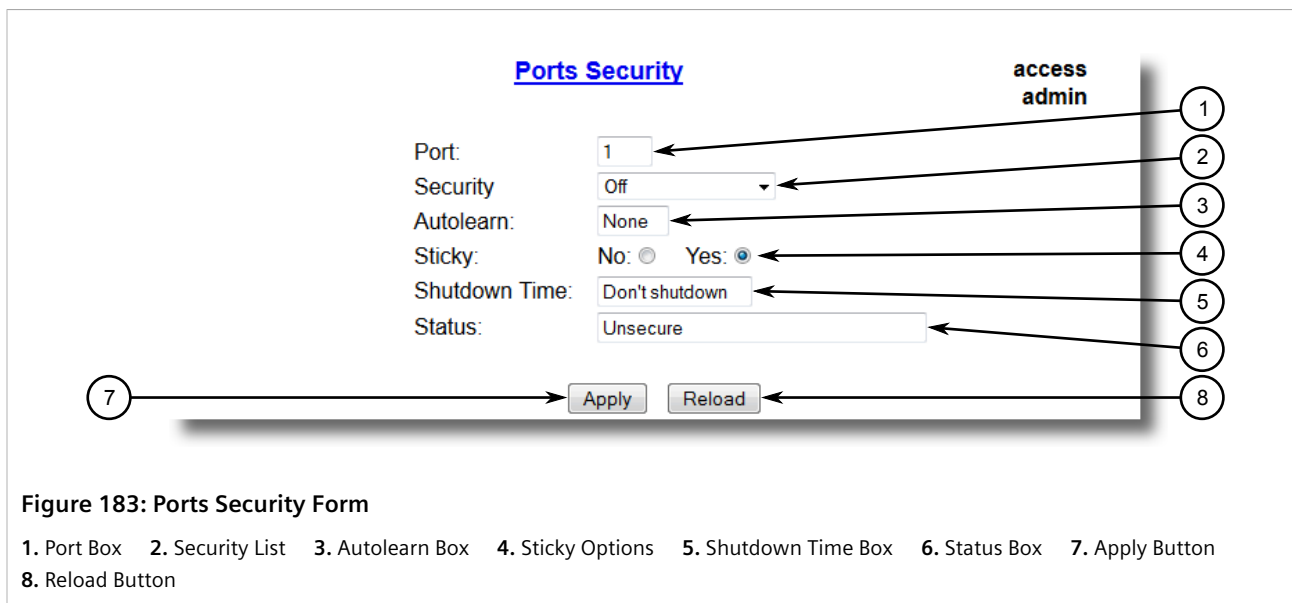 Ports Security
access
admin
Port: 1
Security Off
Autolearn: None
Sticky: No: Yes:
Shutdown Time: Don't shutdown
Status: Unsecure
Apply Reload
1
2
3
4
5
6
7
8
Figure 183: Ports Security Form
1. Port Box 2. Security List 3. Autolearn Box 4. Sticky Options 5. Shutdown Time Box 6. Status Box 7. Apply Button
8. Reload Button